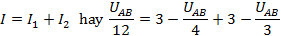 I = I₁ + I₂ hay U_AB/12 = 3 − U_AB/4 + 3 − U_AB/3